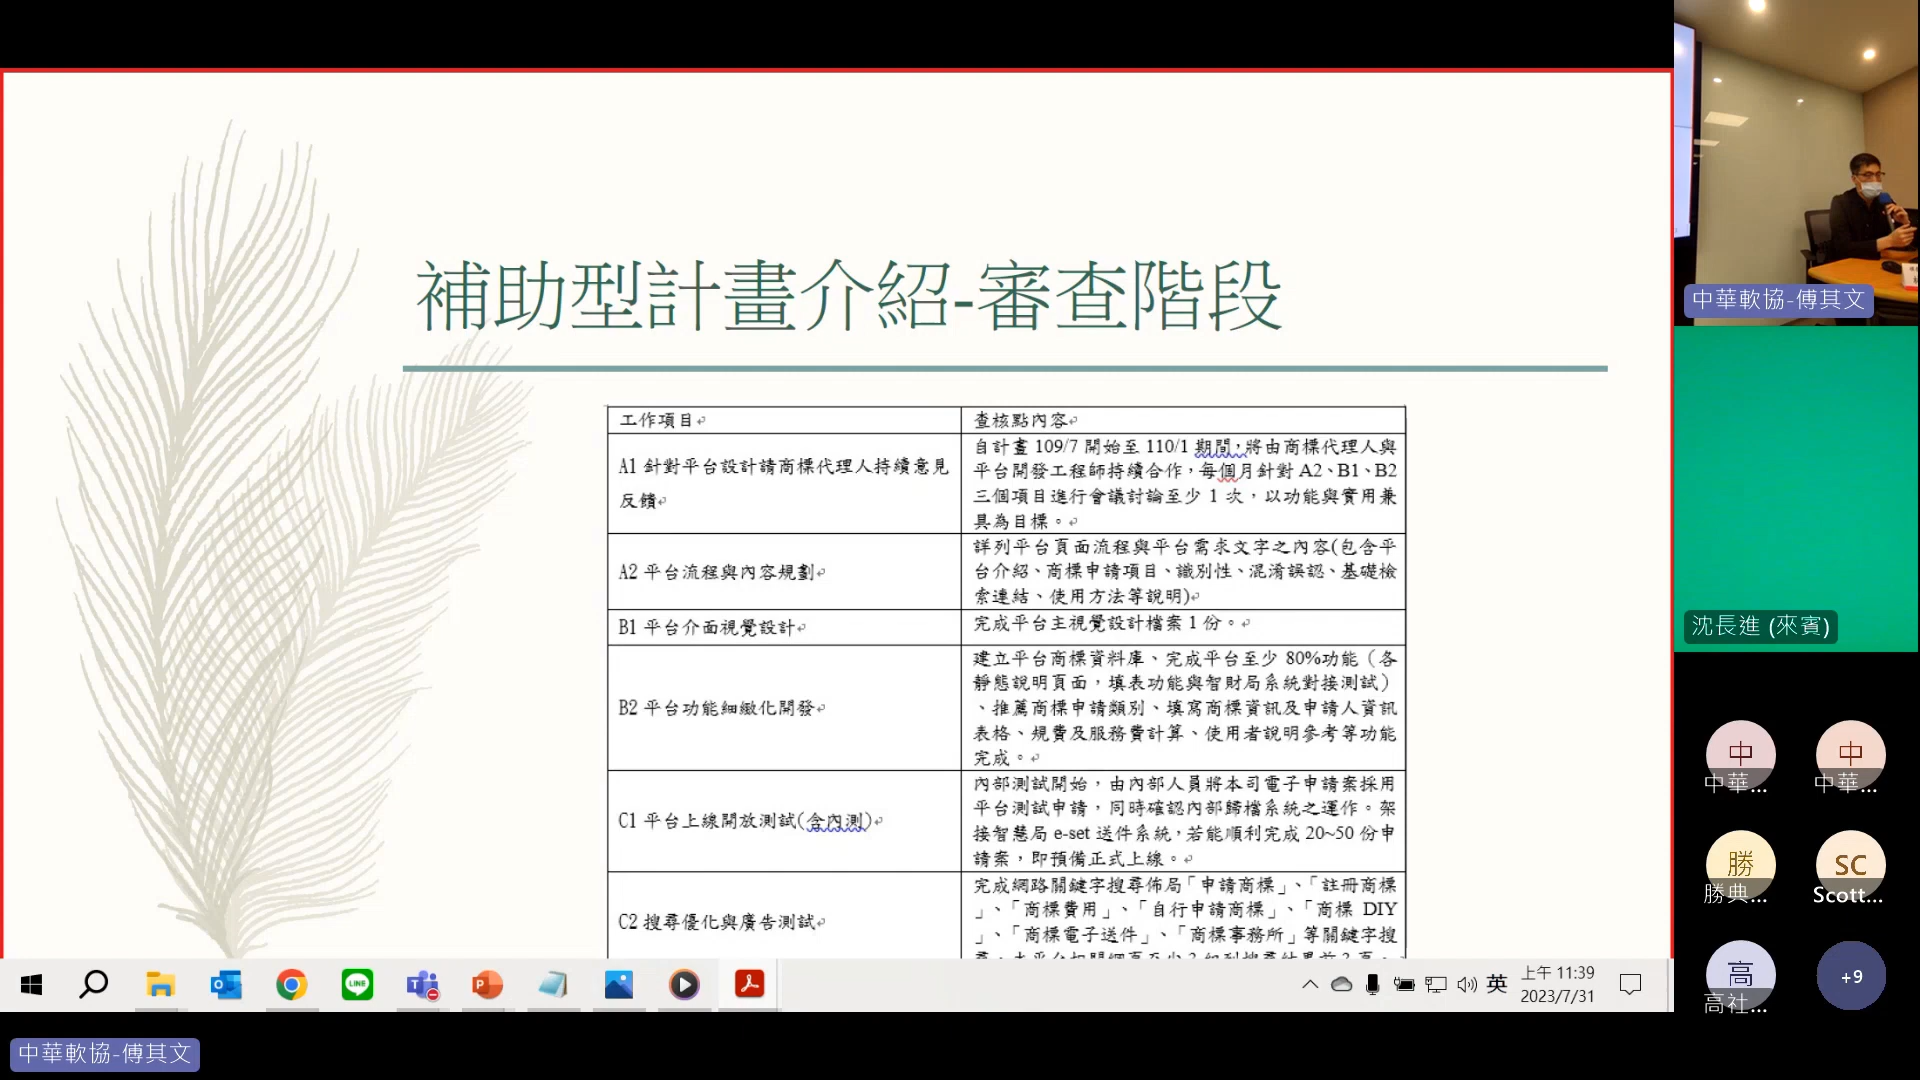 補助型計畫介紹-審查階段
工作項目
查核點內容
A1 針對平台設計請商標代理人持續意見
反饋
自計畫 109/7 開始至 110/1 期間，將由商標代理人與
平台開發工程師持續合作，每個月針對 A2、B1、B2
三個項目進行會議討論至少 1 次，以功能與實用兼
具為目標。
A2 平台流程與內容規劃
詳列平台頁面流程與平台需求文字之內容(包含平
台介紹、商標申請項目、識別性、混淆誤認、基礎檢
索連結、使用方法等說明)
B1 平台介面視覺設計
完成平台主視覺設計檔案 1 份。
B2 平台功能細緻化開發
建立平台商標資料庫、完成平台至少 80%功能（各
靜態說明頁面，填表功能與智財局系統對接測試）
、推薦商標申請類別、填寫商標資訊及申請人資訊
表格、規費及服務費計算、使用者說明參考等功能
完成。
C1 平台上線開放測試(含內測)
內部測試開始，由內部人員將本司電子申請案採用
平台測試申請，同時確認內部歸檔系統之運作。架
接智慧局 e-set 送件系統，若能順利完成 20~50 份申
請案，即預備正式上線。
C2 搜尋優化與廣告測試
完成網路關鍵字搜尋佈局「申請商標」、「註冊商標
」、「商標費用」、「自行申請商標」、「商標 DIY
」、「商標電子送件」、「商標事務所」等關鍵字搜
中華軟協-傅其文
沈長進 (來賓)
中
中華...
中
中華...
勝
勝典...
SC
Scott...
高
高社...
+9
LINE
英
上午 11:39
2023/7/31
中華軟協-傅其文